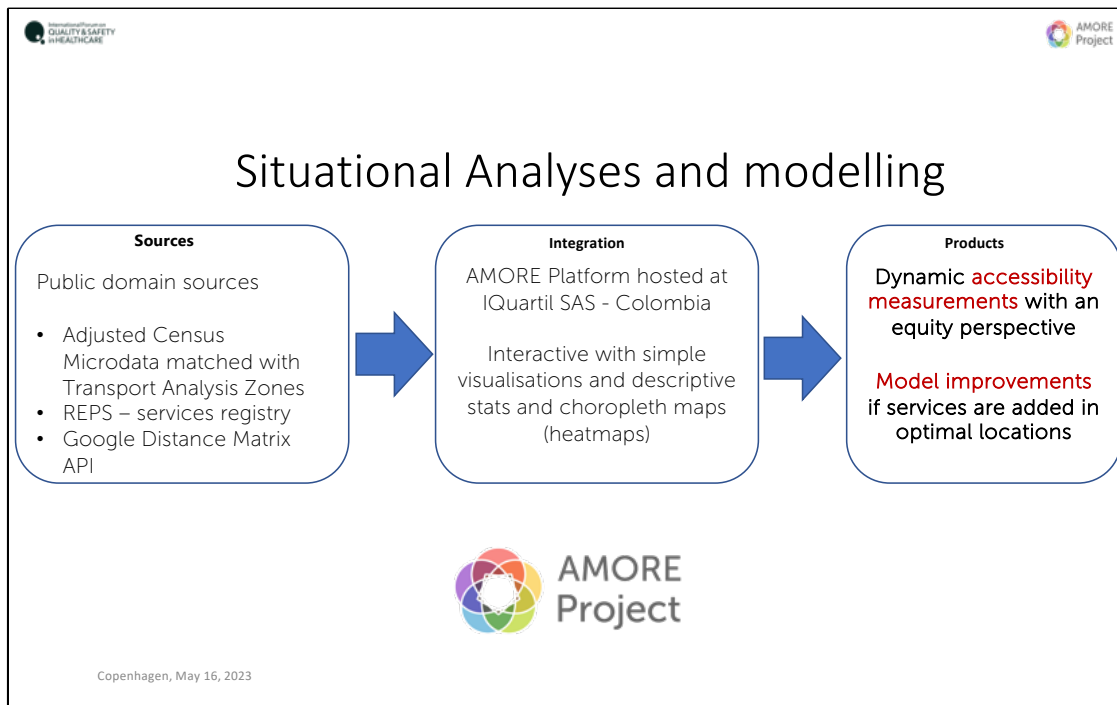 International Forum on
QUALITY & SAFETY
in HEALTHCARE
AMORE
Project
Situational Analyses and modelling
Sources
Public domain sources
• Adjusted Census
Microdata matched with
Transport Analysis Zones
• REPS – services registry
• Google Distance Matrix
API
Integration
AMORE Platform hosted at
IQuartil SAS - Colombia
Interactive with simple
visualisations and descriptive
stats and choropleth maps
(heatmaps)
Products
Dynamic accessibility
measurements with an
equity perspective
Model improvements
if services are added in
optimal locations
AMORE
Project
Copenhagen, May 16, 2023